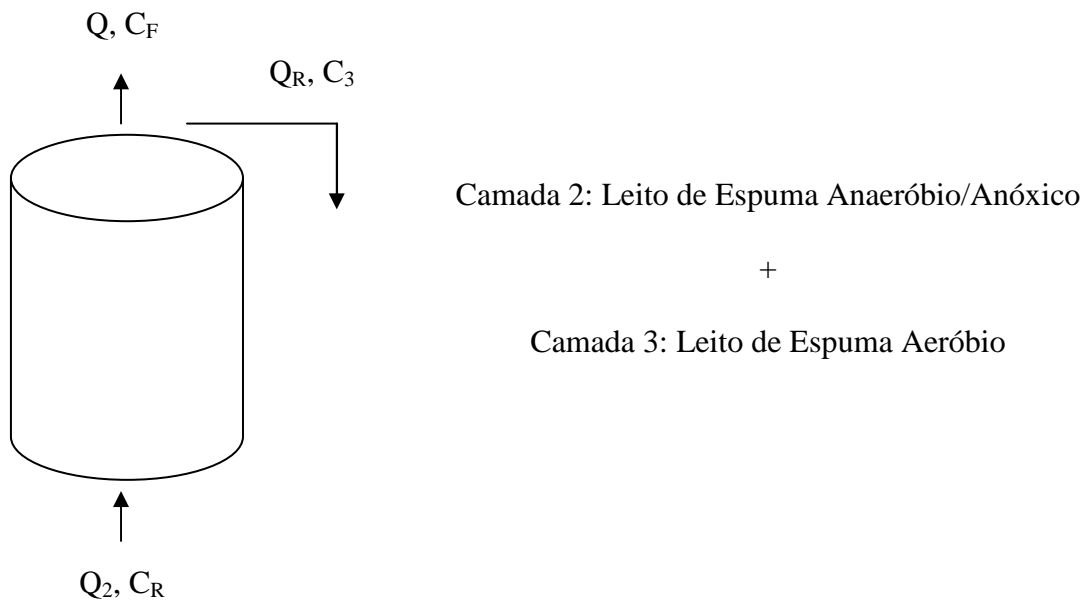 Q, C_F
Q_R, C_3
Camada 2: Leito de Espuma Anaeróbio/Anóxico
+
Camada 3: Leito de Espuma Aeróbio
Q_2, C_R